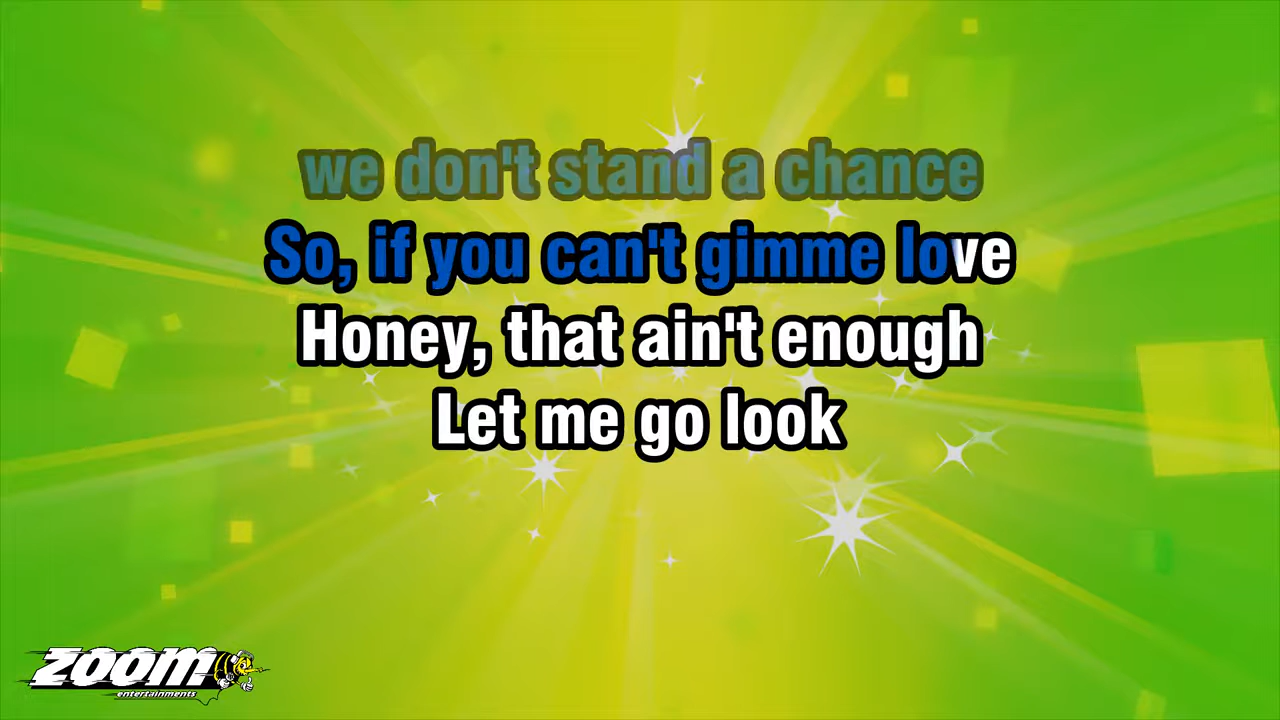 we don't stand a chance
So, if you can't gimme love
Honey, that ain't enough
Let me go look
zoom
entertainments